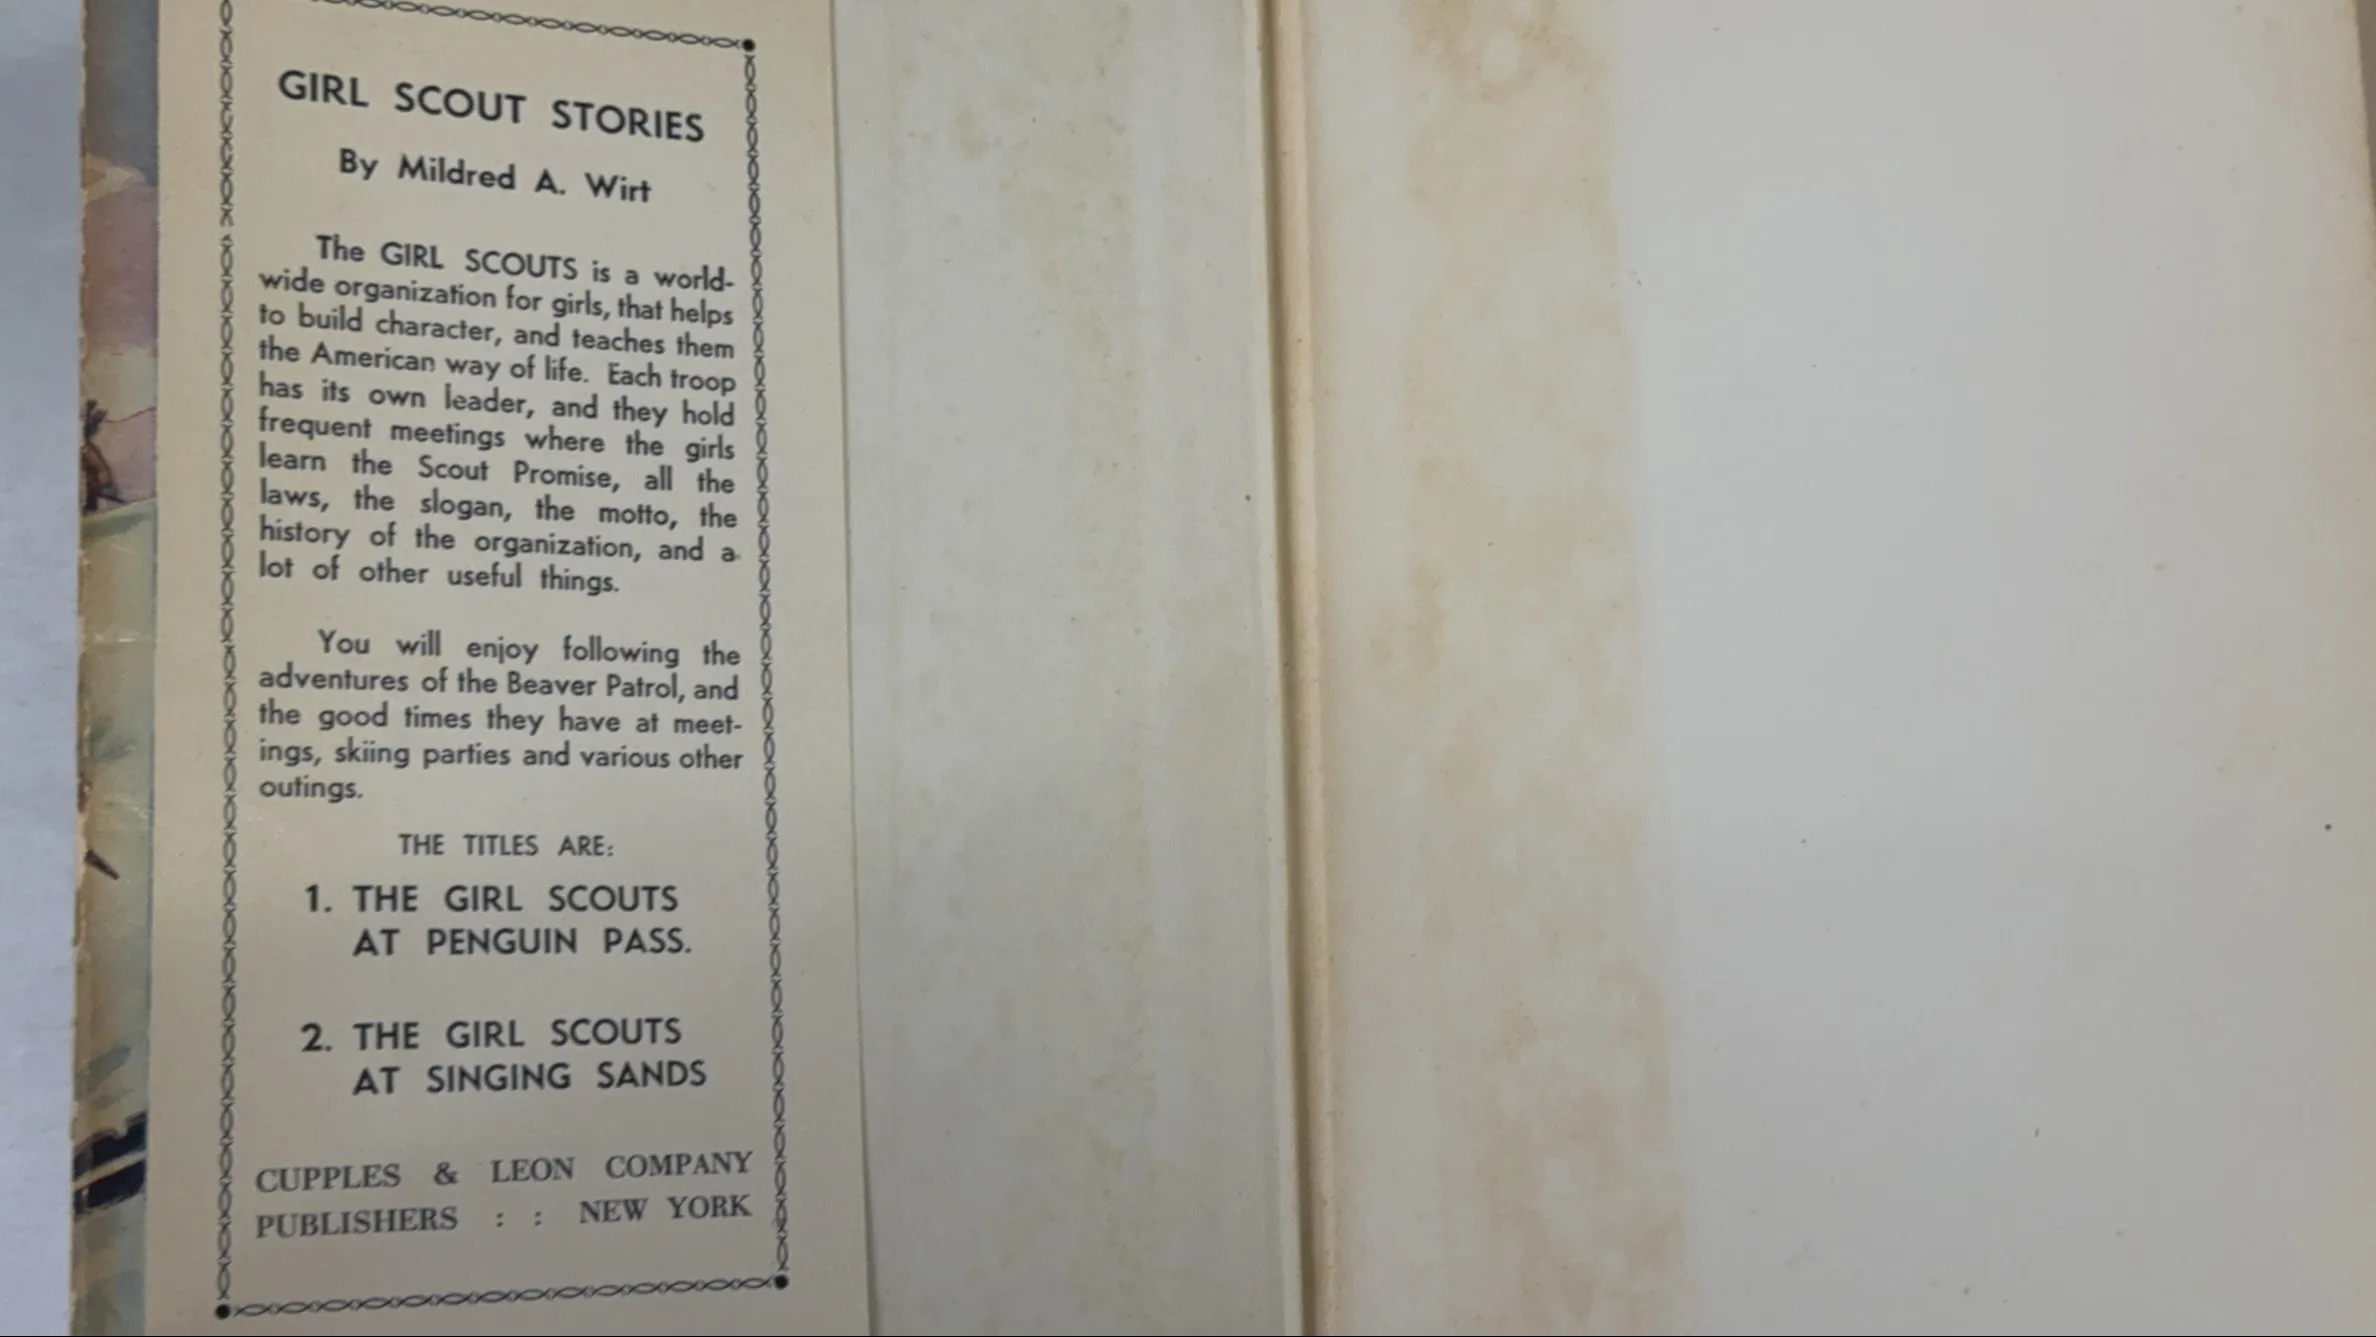 GIRL SCOUT STORIES
By Mildred A. Wirt
The GIRL SCOUTS is a world-
wide organization for girls, that helps
to build character, and teaches them
the American way of life. Each troop
has its own leader, and they hold
frequent meetings where the girls
learn the Scout Promise, all the
laws, the slogan, the motto, the
history of the organization, and a
lot of other useful things.
You will enjoy following the
adventures of the Beaver Patrol, and
the good times they have at meet-
ings, skiing parties and various other
outings.
THE TITLES ARE:
1. THE GIRL SCOUTS
AT PENGUIN PASS.
2. THE GIRL SCOUTS
AT SINGING SANDS
CUPPLES & LEON COMPANY
PUBLISHERS : : NEW YORK